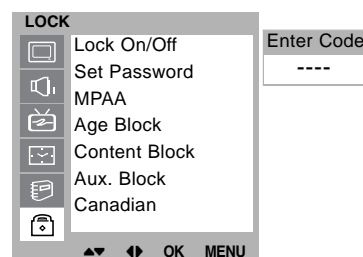 LOCK
Lock On/Off
Set Password
MPAA
Age Block
Content Block
Aux. Block
Canadian
Enter Code
----
OK MENU